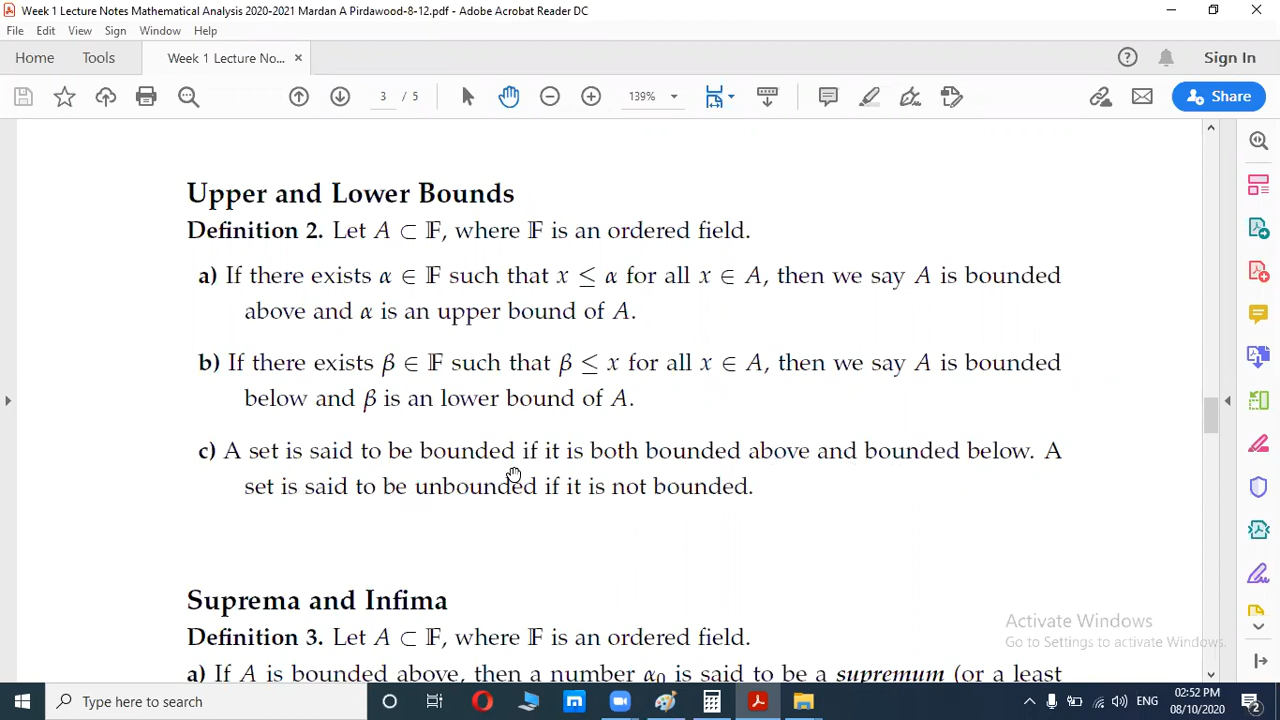 Week 1 Lecture Notes Mathematical Analysis 2020-2021 Mardan A Pirdawood-8-12.pdf - Adobe Acrobat Reader DC
File Edit View Sign Window Help
Home Tools Week 1 Lecture No... × Sign In
3 / 5 139% Share
Upper and Lower Bounds
Definition 2. Let A ⊂ 𝔽, where 𝔽 is an ordered field.
a) If there exists α ∈ 𝔽 such that x ≤ α for all x ∈ A, then we say A is bounded
above and α is an upper bound of A.
b) If there exists β ∈ 𝔽 such that β ≤ x for all x ∈ A, then we say A is bounded
below and β is an lower bound of A.
c) A set is said to be bounded if it is both bounded above and bounded below. A
set is said to be unbounded if it is not bounded.
Suprema and Infima
Definition 3. Let A ⊂ 𝔽, where 𝔽 is an ordered field.
a) If A is bounded above, then a number α₀ is said to be a supremum (or a least
Activate Windows
Go to Settings to activate Windows.
Type here to search
ENG
02:52 PM
08/10/2020
2